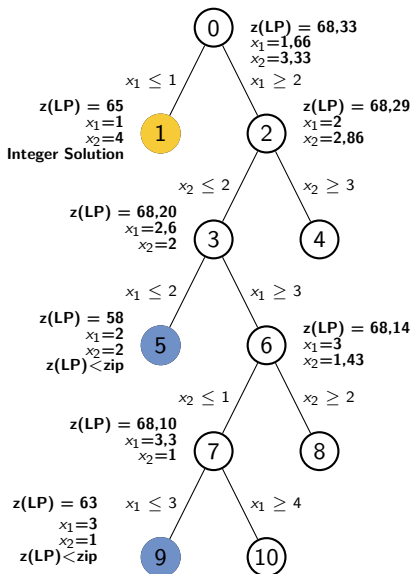 0
z(LP) = 68,33
x₁=1,66
x₂=3,33
x₁ ≤ 1
x₁ ≥ 2
z(LP) = 65
x₁=1
x₂=4
Integer Solution
1
2
z(LP) = 68,29
x₁=2
x₂=2,86
x₂ ≤ 2
x₂ ≥ 3
z(LP) = 68,20
x₁=2,6
x₂=2
3
4
x₁ ≤ 2
x₁ ≥ 3
z(LP) = 58
x₁=2
x₂=2
z(LP)<zip
5
6
z(LP) = 68,14
x₁=3
x₂=1,43
x₂ ≤ 1
x₂ ≥ 2
z(LP) = 68,10
x₁=3,3
x₂=1
7
8
x₁ ≤ 3
x₁ ≥ 4
z(LP) = 63
x₁=3
x₂=1
z(LP)<zip
9
10